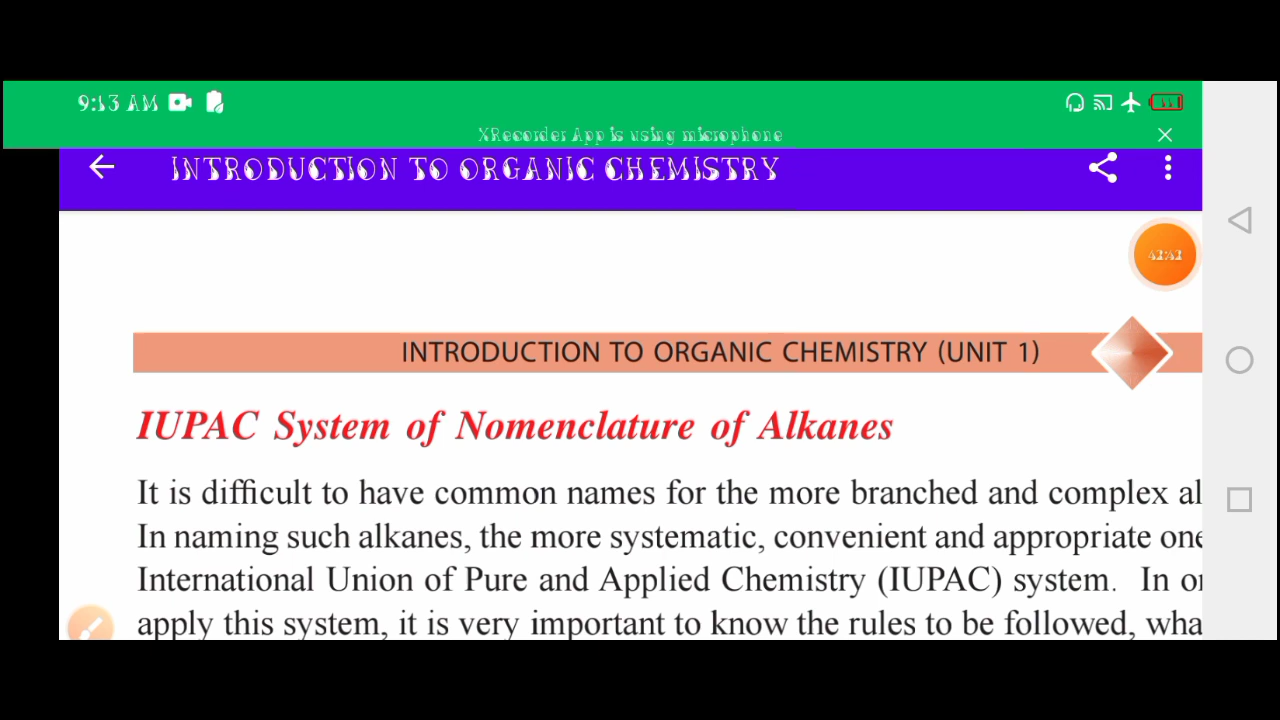 9:13 AM
XRecorder App is using microphone
INTRODUCTION TO ORGANIC CHEMISTRY
42:42
INTRODUCTION TO ORGANIC CHEMISTRY (UNIT 1)
IUPAC System of Nomenclature of Alkanes
It is difficult to have common names for the more branched and complex al
In naming such alkanes, the more systematic, convenient and appropriate one
International Union of Pure and Applied Chemistry (IUPAC) system. In or
apply this system, it is very important to know the rules to be followed, wha